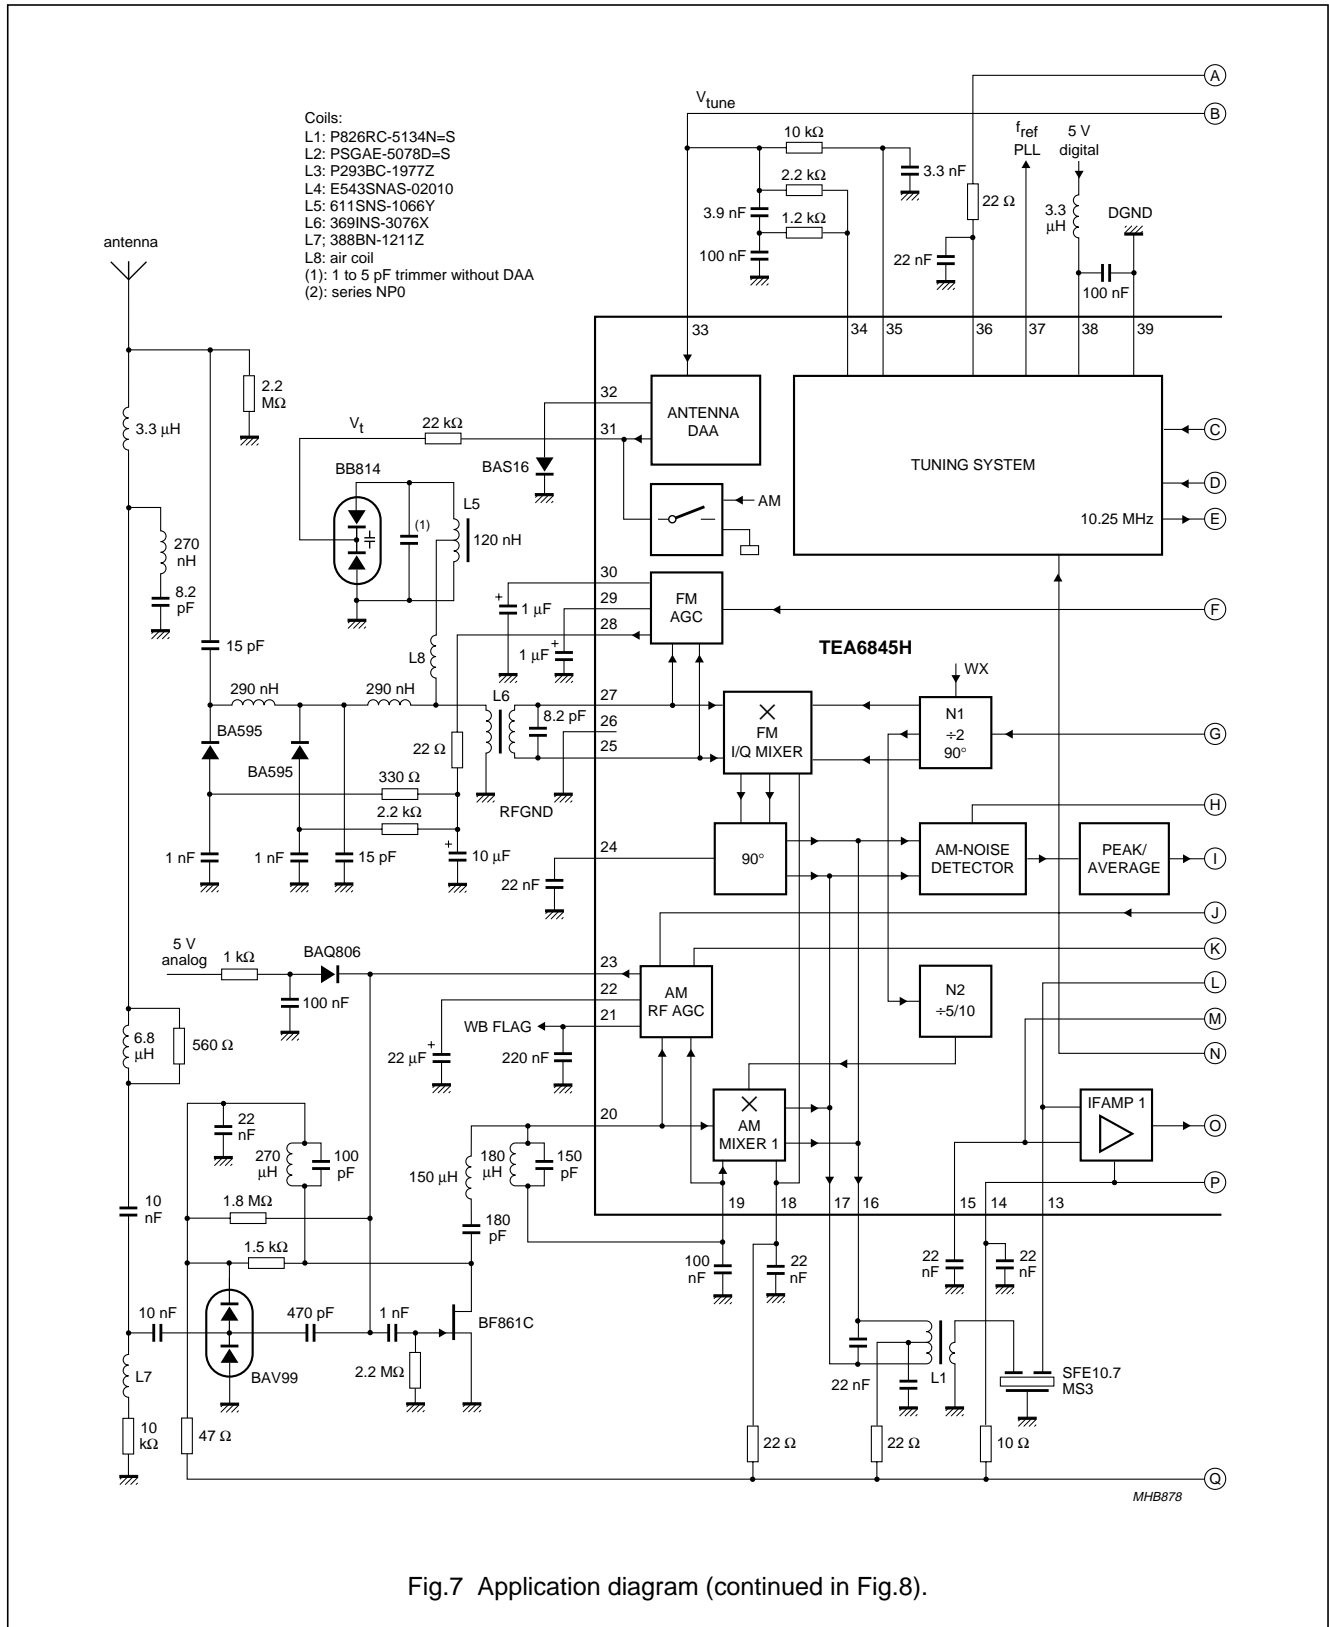 A
V tune
B
Coils:
L1: P826RC-5134N=S
L2: PSGAE-5078D=S
L3: P293BC-1977Z
L4: E543SNAS-02010
L5: 611SNS-1066Y
L6: 369INS-3076X
L7; 388BN-1211Z
L8: air coil
(1): 1 to 5 pF trimmer without DAA
(2): series NP0
10 kΩ
3.3 nF
2.2 kΩ
3.9 nF
1.2 kΩ
100 nF
22 Ω
22 nF
f ref
PLL
5 V
digital
3.3
μH
DGND
100 nF
antenna
33
34
35
36
37
38
39
2.2
MΩ
3.3 μH
V t
22 kΩ
32
31
ANTENNA
DAA
BAS16
BB814
(1)
L5
120 nH
AM
TUNING SYSTEM
10.25 MHz
C
D
E
270
nH
8.2
pF
30
29
28
1 μF
+
1 μF
+
FM
AGC
F
TEA6845H
15 pF
L8
290 nH
290 nH
L6
8.2 pF
27
26
25
FM
I/Q MIXER
WX
N1
÷2
90°
G
BA595
BA595
22 Ω
330 Ω
2.2 kΩ
RFGND
1 nF
1 nF
15 pF
+
10 μF
24
22 nF
90°
AM-NOISE
DETECTOR
PEAK/
AVERAGE
H
I
J
K
5 V
analog
1 kΩ
BAQ806
100 nF
23
22
21
AM
RF AGC
WB FLAG
+
22 μF
220 nF
N2
÷5/10
L
M
N
6.8
μH
560 Ω
22
nF
270
μH
100
pF
20
AM
MIXER 1
IFAMP 1
O
150 μH
180
μH
150
pF
10
nF
1.8 MΩ
1.5 kΩ
180
pF
P
19
18
17
16
15
14
13
100
nF
22
nF
22
nF
22
nF
10 nF
470 pF
1 nF
BF861C
BAV99
2.2 MΩ
L7
10
kΩ
47 Ω
22 nF
L1
SFE10.7
MS3
22 Ω
22 Ω
10 Ω
Q
MHB878
Fig.7 Application diagram (continued in Fig.8).